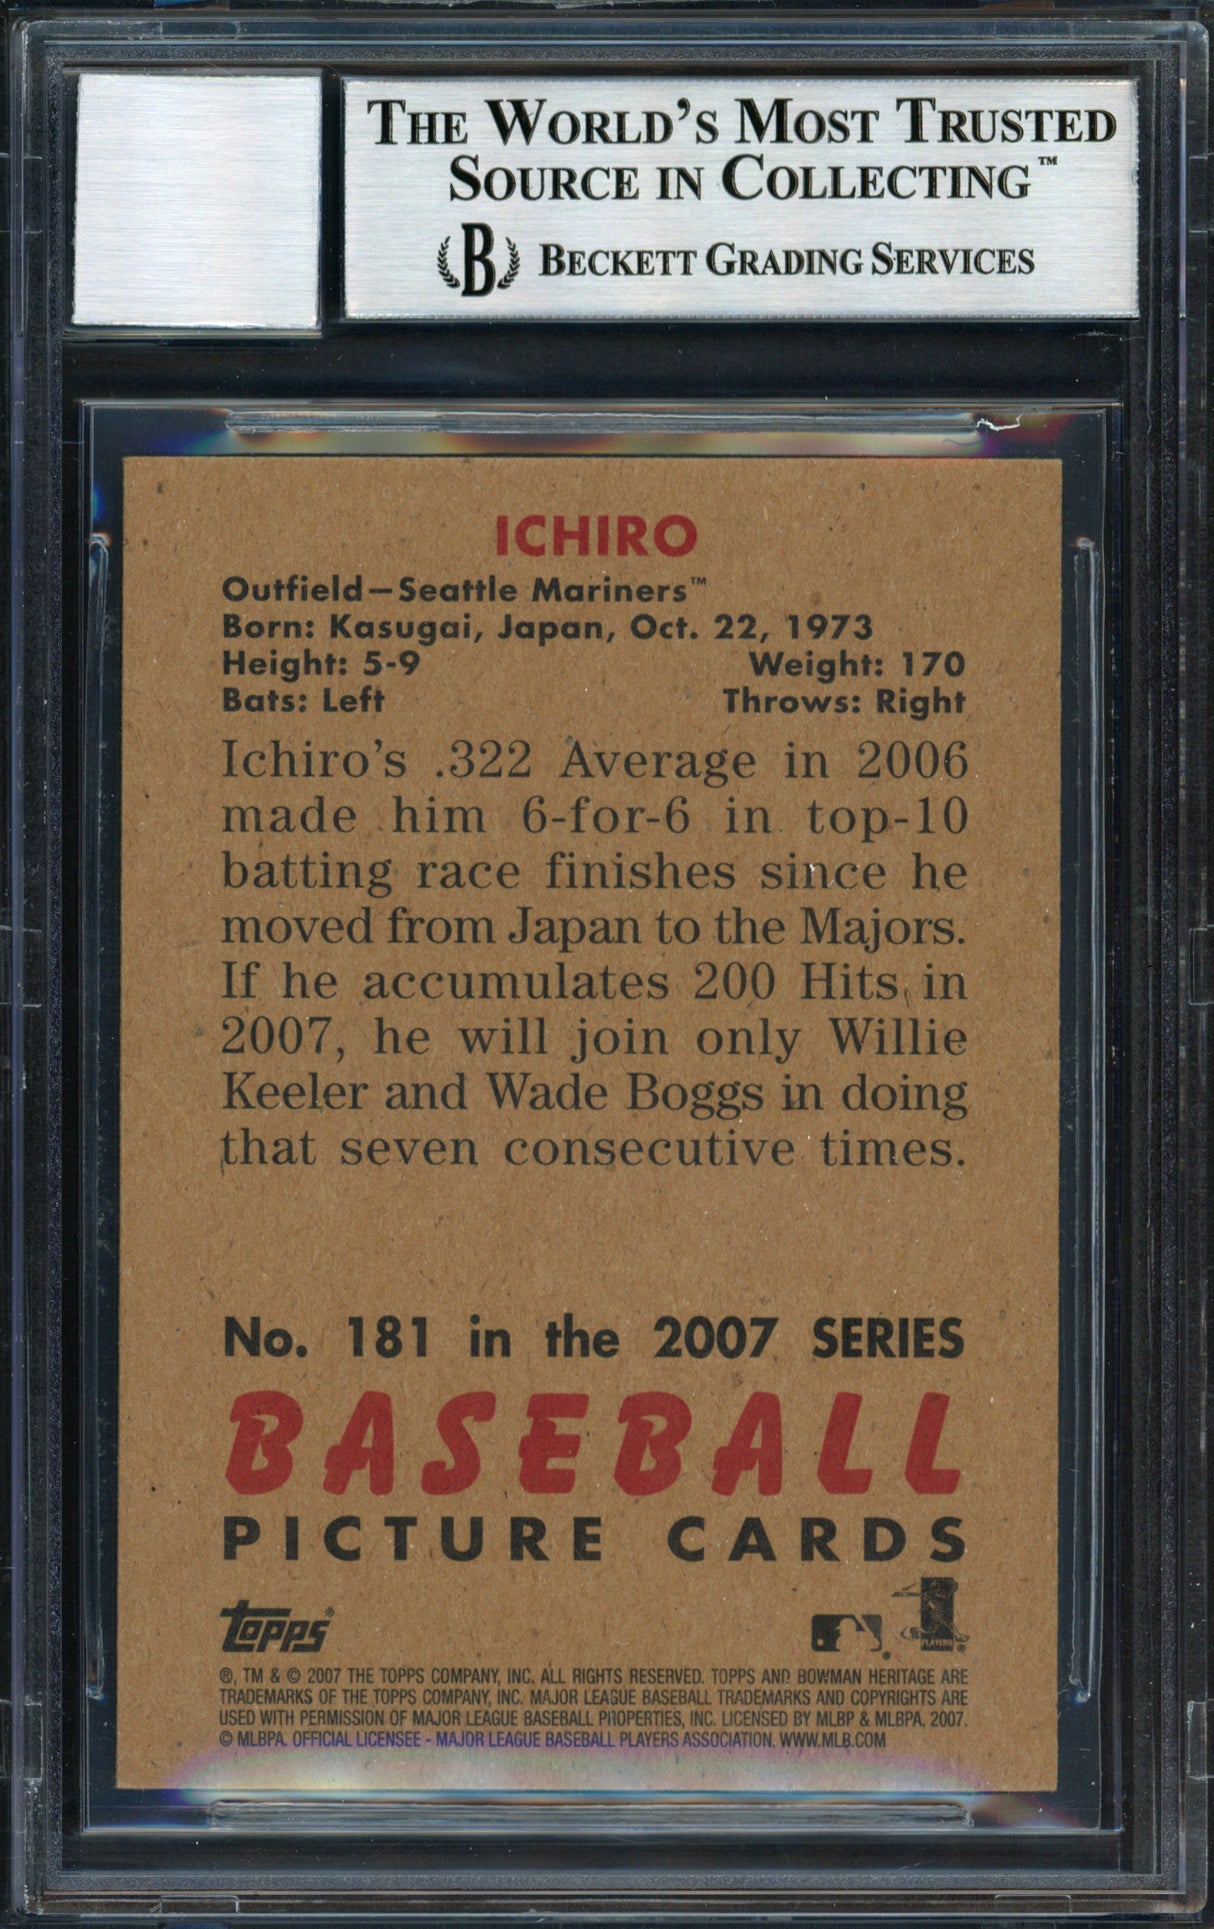 THE WORLD'S MOST TRUSTED
SOURCE IN COLLECTING™
B BECKETT GRADING SERVICES
ICHIRO
Outfield—Seattle Mariners™
Born: Kasugai, Japan, Oct. 22, 1973
Height: 5-9 Weight: 170
Bats: Left Throws: Right
Ichiro's .322 Average in 2006
made him 6-for-6 in top-10
batting race finishes since he
moved from Japan to the Majors.
If he accumulates 200 Hits in
2007, he will join only Willie
Keeler and Wade Boggs in doing
that seven consecutive times.
No. 181 in the 2007 SERIES
BASEBALL
PICTURE CARDS
topps®
PLAYERS ®
®, TM & © 2007 THE TOPPS COMPANY, INC. ALL RIGHTS RESERVED. TOPPS AND BOWMAN HERITAGE ARE
TRADEMARKS OF THE TOPPS COMPANY, INC. MAJOR LEAGUE BASEBALL TRADEMARKS AND COPYRIGHTS ARE
USED WITH PERMISSION OF MAJOR LEAGUE BASEBALL PROPERTIES, INC. LICENSED BY MLBP & MLBPA, 2007.
© MLBPA. OFFICIAL LICENSEE - MAJOR LEAGUE BASEBALL PLAYERS ASSOCIATION. WWW.MLB.COM